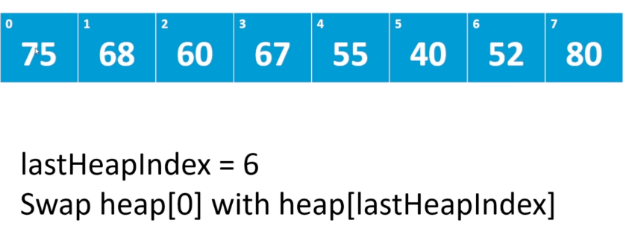 0 1 2 3 4 5 6 7
75 68 60 67 55 40 52 80
lastHeapIndex = 6
Swap heap[0] with heap[lastHeapIndex]